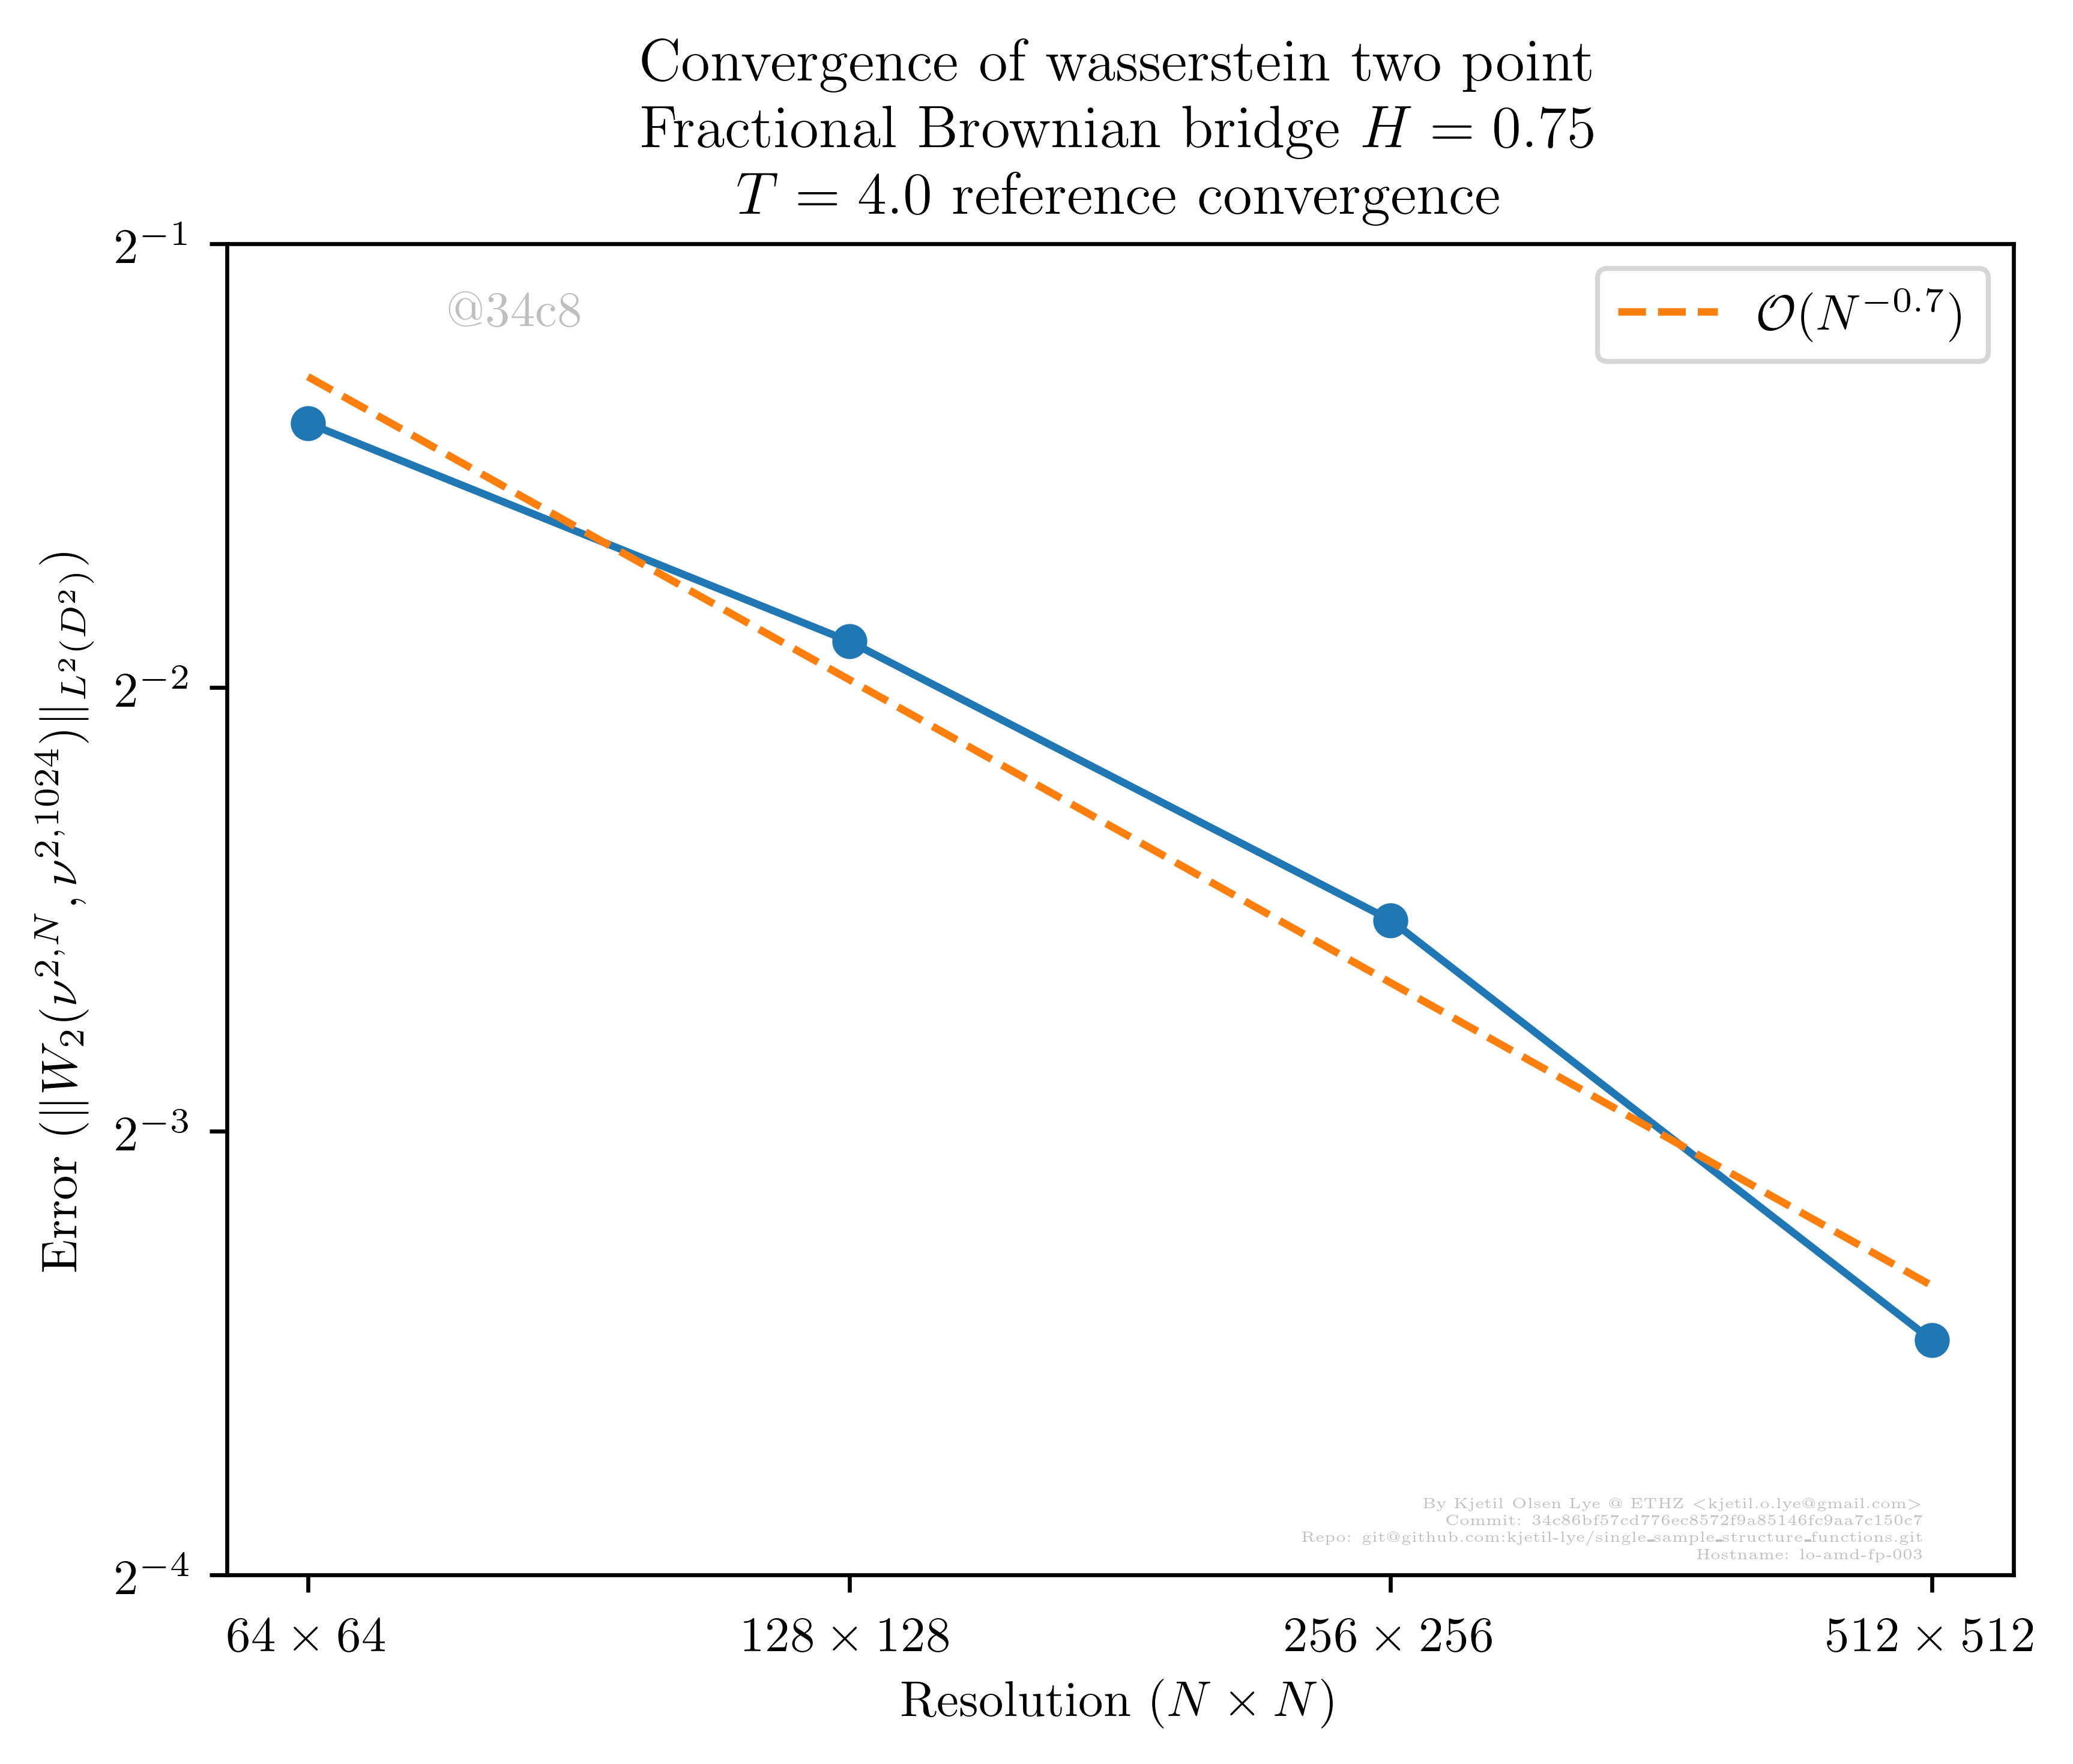 Convergence of wasserstein two point
Fractional Brownian bridge H = 0.75
T = 4.0 reference convergence
2⁻¹
@34c8
𝒪(N⁻⁰·⁷)
2⁻²
2⁻³
2⁻⁴
Error (||W₂(ν^{2,N}, ν^{2,1024})||_{L²(D²)})
By Kjetil Olsen Lye @ ETHZ <kjetil.o.lye@gmail.com>
Commit: 34c86bf57cd776ec8572f9a85146fc9aa7c150c7
Repo: git@github.com:kjetil-lye/single_sample_structure_functions.git
Hostname: lo-amd-fp-003
64 × 64
128 × 128
256 × 256
512 × 512
Resolution (N × N)